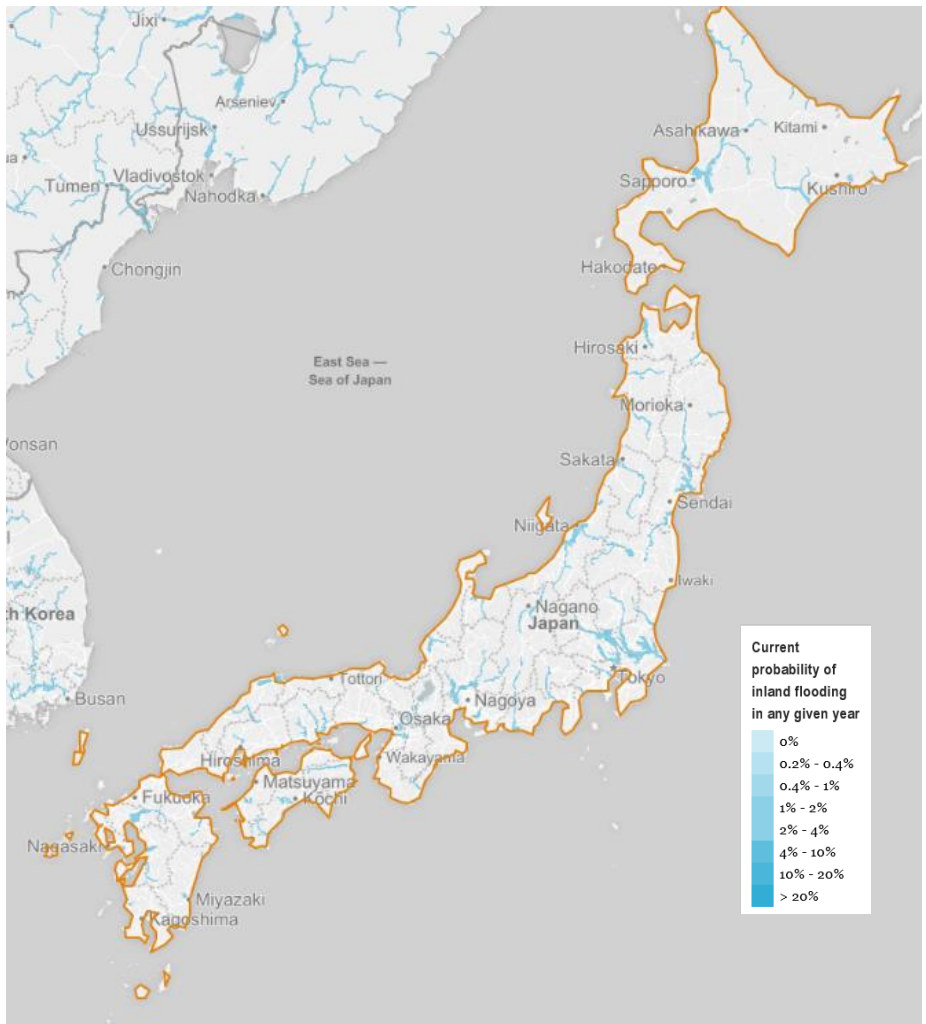 Jixi
Arseniev
Ussurijsk
Asahikawa
Kitami
Vladivostok
Tumen
Nahodka
Sapporo
Kushiro
Chongjin
Hakodate
East Sea —
Sea of Japan
Hirosaki
Morioka
Sakata
Sendai
Niigata
Iwaki
Nagano
Japan
th Korea
Tokyo
Tottori
Busan
Nagoya
Osaka
Hiroshima
Wakayama
Matsuyama
Fukuoka
Kōchi
Nagasaki
Miyazaki
Kagoshima
Current
probability of
inland flooding
in any given year
0%
0.2% - 0.4%
0.4% - 1%
1% - 2%
2% - 4%
4% - 10%
10% - 20%
> 20%